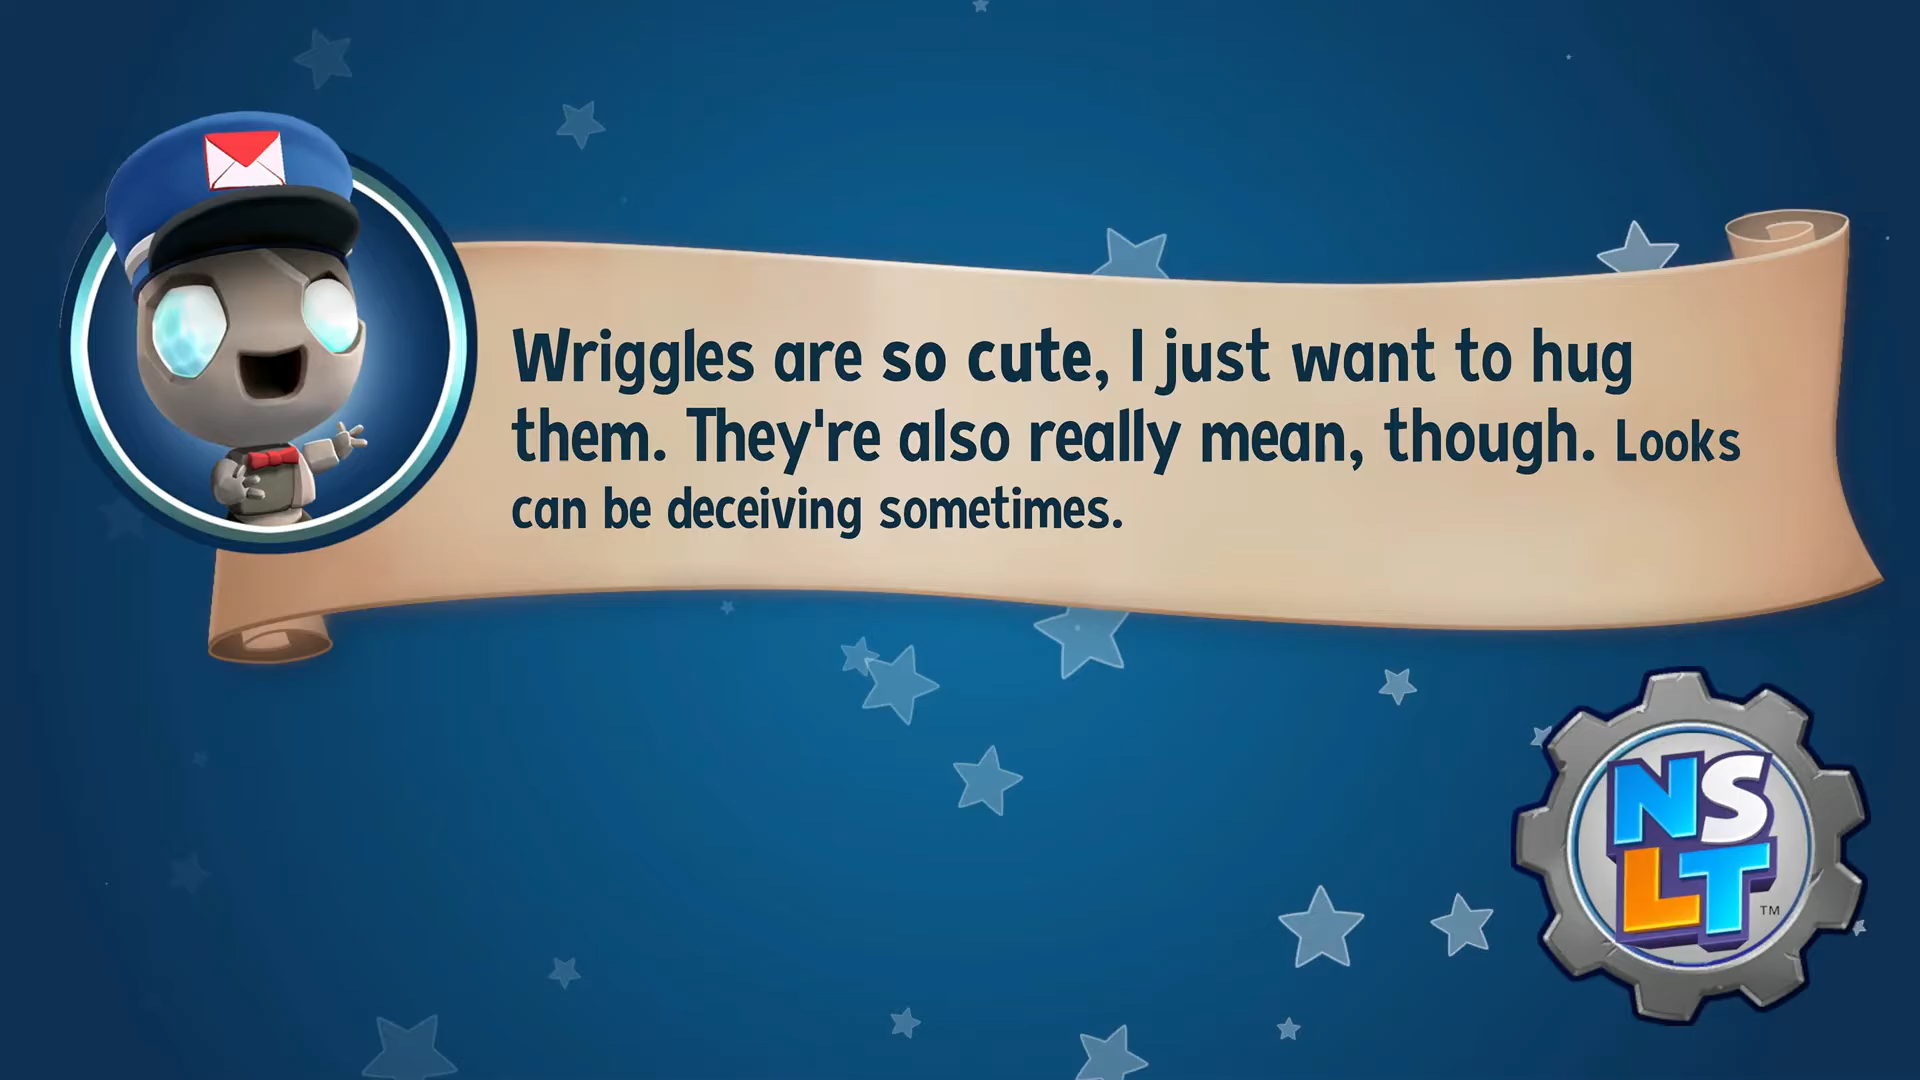 Wriggles are so cute, I just want to hug
them. They're also really mean, though. Looks
can be deceiving sometimes.
NS
LT
TM